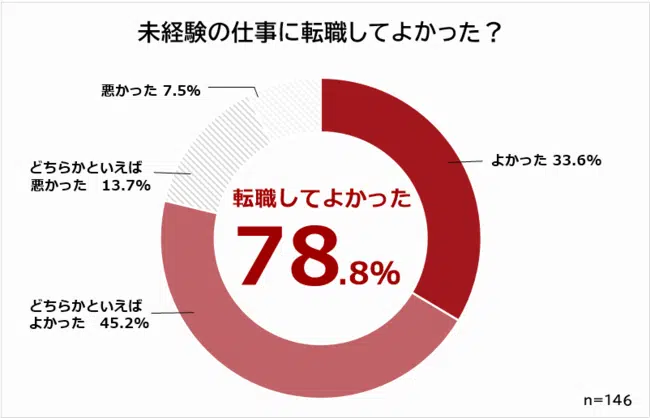 未経験の仕事に転職してよかった？
悪かった 7.5%
よかった 33.6%
どちらかといえば
悪かった　13.7%
転職してよかった
78.8%
どちらかといえば
よかった　45.2%
n=146